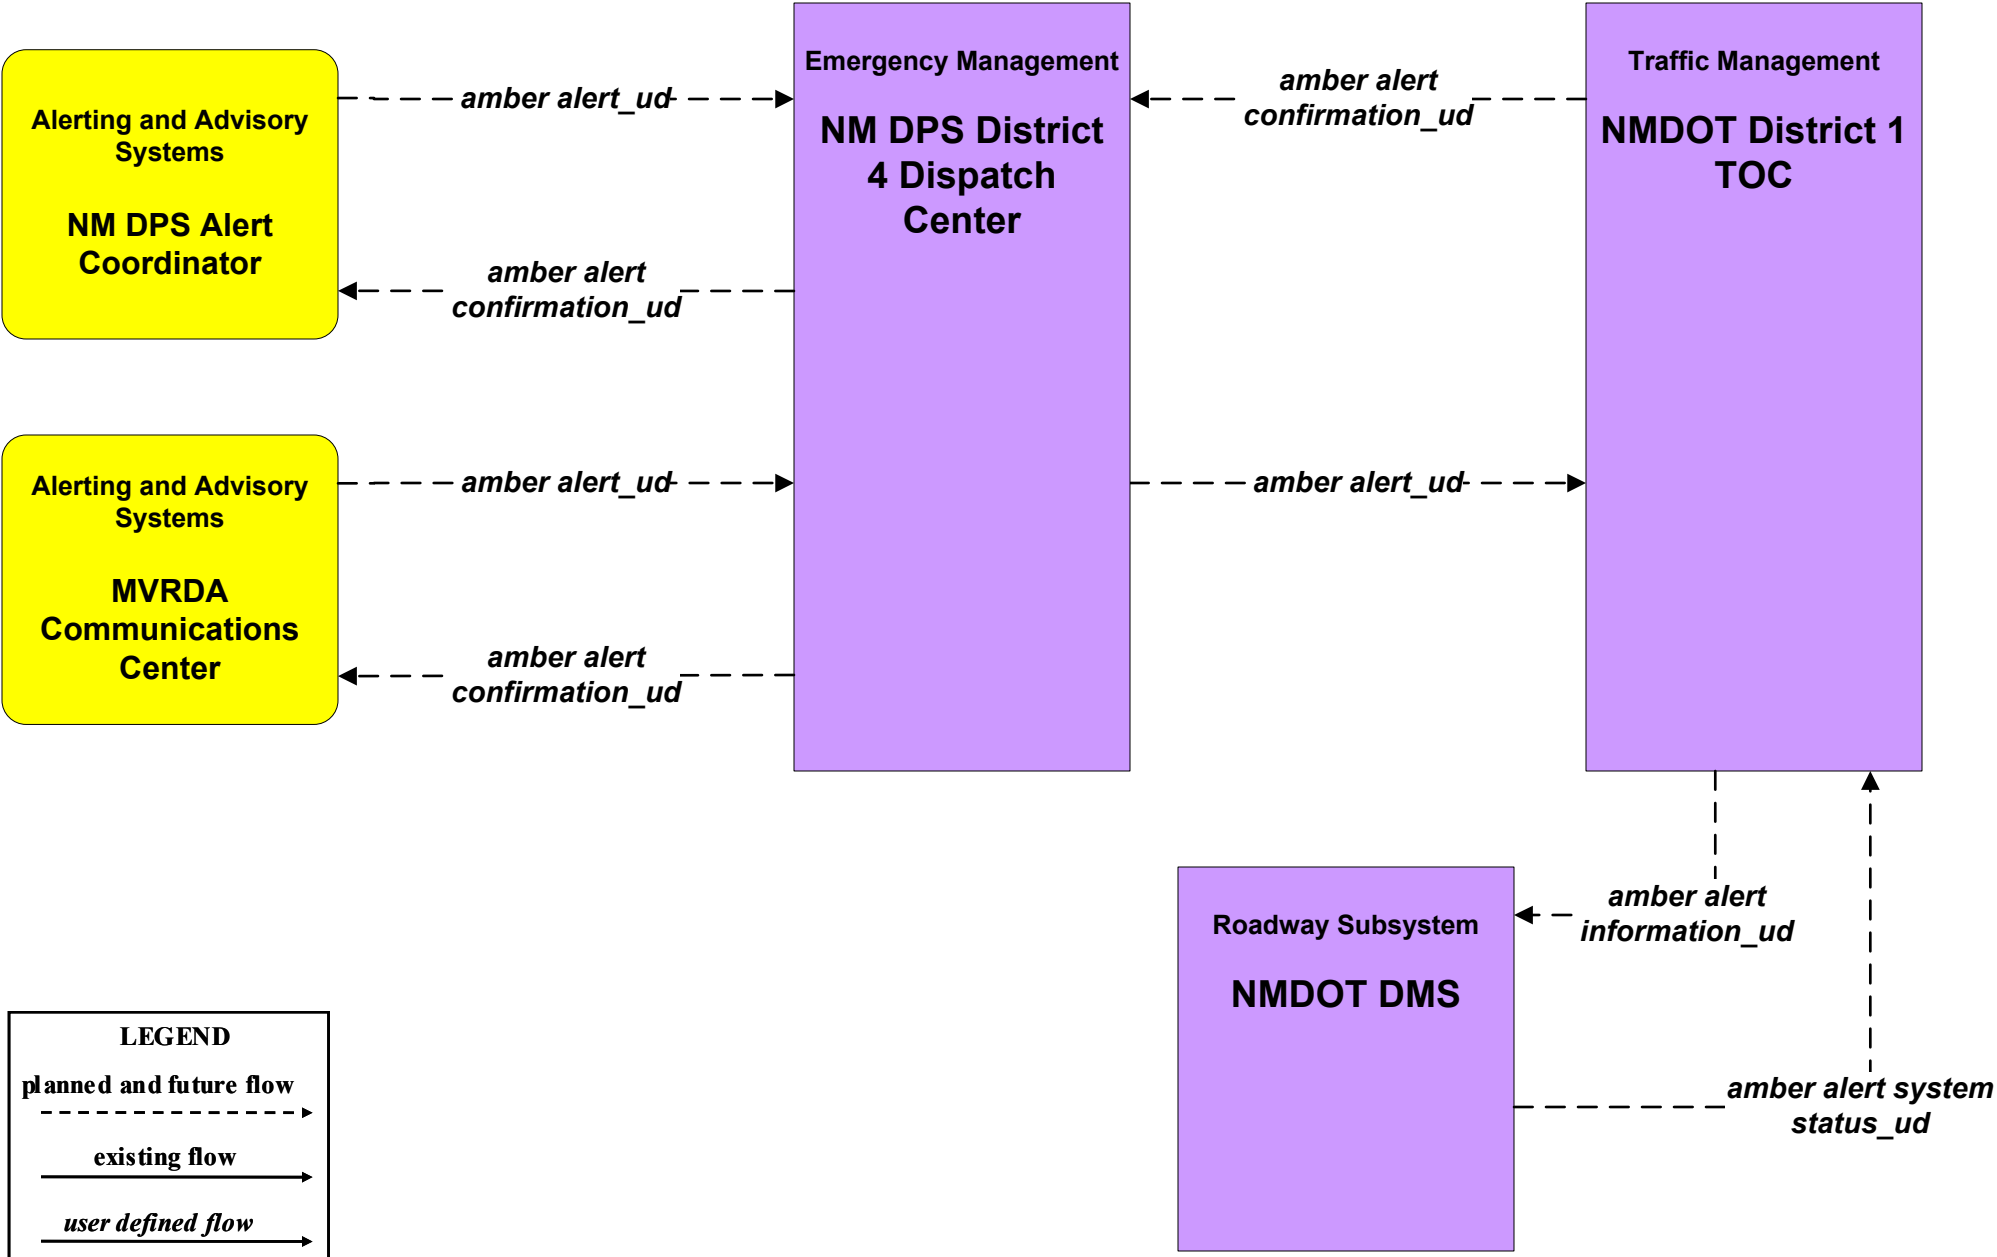 Alerting and Advisory
Systems
NM DPS Alert
Coordinator
amber alert_ud
amber alert
confirmation_ud
Emergency Management
NM DPS District
4 Dispatch
Center
amber alert
confirmation_ud
Traffic Management
NMDOT District 1
TOC
Alerting and Advisory
Systems
MVRDA
Communications
Center
amber alert_ud
amber alert
confirmation_ud
amber alert_ud
amber alert
information_ud
Roadway Subsystem
NMDOT DMS
amber alert system
status_ud
LEGEND
planned and future flow
existing flow
user defined flow